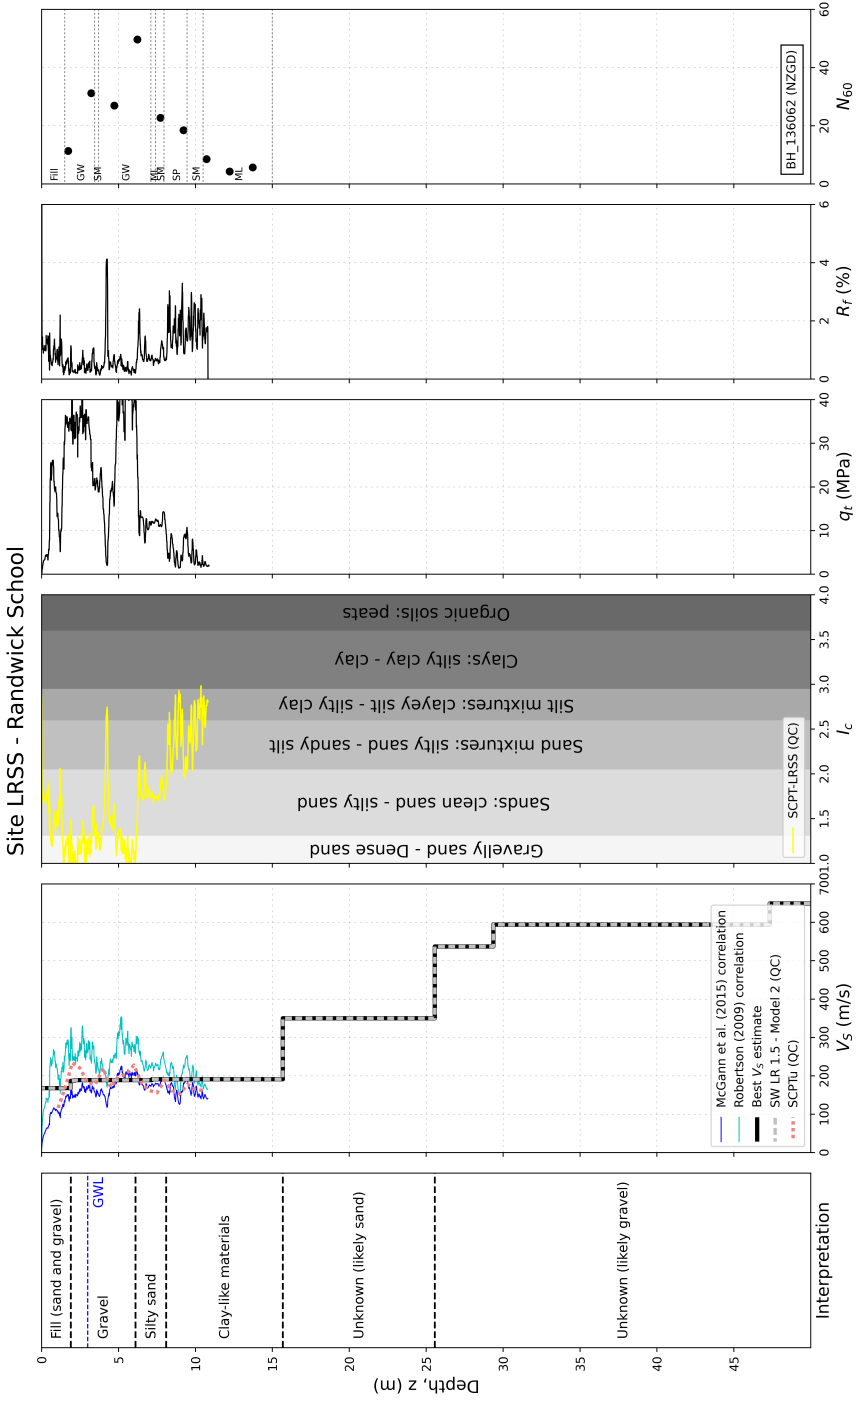 Site LRSS - Randwick School
0
5
10
15
20
25
30
35
40
45
Depth, z (m)
Fill (sand and gravel)
GWL
Gravel
Silty sand
Clay-like materials
Unknown (likely sand)
Unknown (likely gravel)
Interpretation
0
100
200
300
400
500
600
700
V_S (m/s)
McGann et al. (2015) correlation
Robertson (2009) correlation
Best V_S estimate
SW LR 1.5 - Model 2 (QC)
SCPTu (QC)
1.0
1.5
2.0
2.5
3.0
3.5
4.0
I_c
Gravelly sand - Dense sand
Sands: clean sand - silty sand
Sand mixtures: silty sand - sandy silt
Silt mixtures: clayey silt - silty clay
Clays: silty clay - clay
Organic soils: peats
SCPT-LRSS (QC)
0
10
20
30
40
q_t (MPa)
0
2
4
6
R_f (%)
0
20
40
60
N_60
Fill
GW
SM
GW
ML
SM
SP
SM
ML
BH_136062 (NZGD)